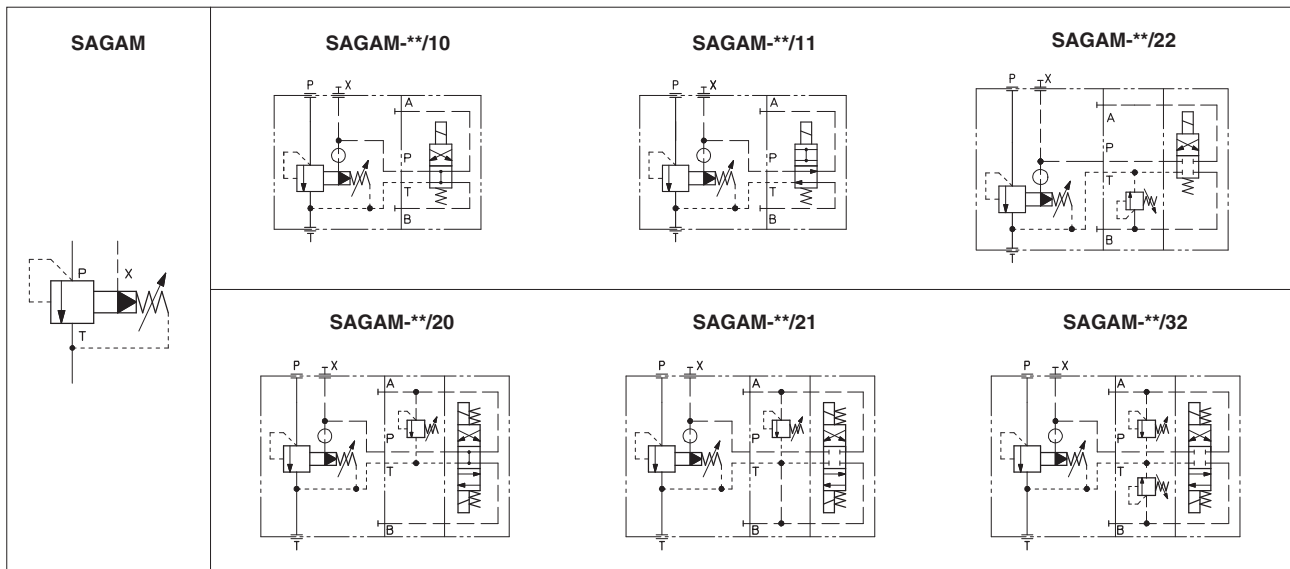 SAGAM
P
X
T
SAGAM-**/10
P
X
A
P
T
B
T
SAGAM-**/11
P
X
A
P
T
B
T
SAGAM-**/22
P
X
A
P
T
B
T
SAGAM-**/20
P
X
A
P
T
B
T
SAGAM-**/21
P
X
A
P
T
B
T
SAGAM-**/32
P
X
A
P
T
B
T